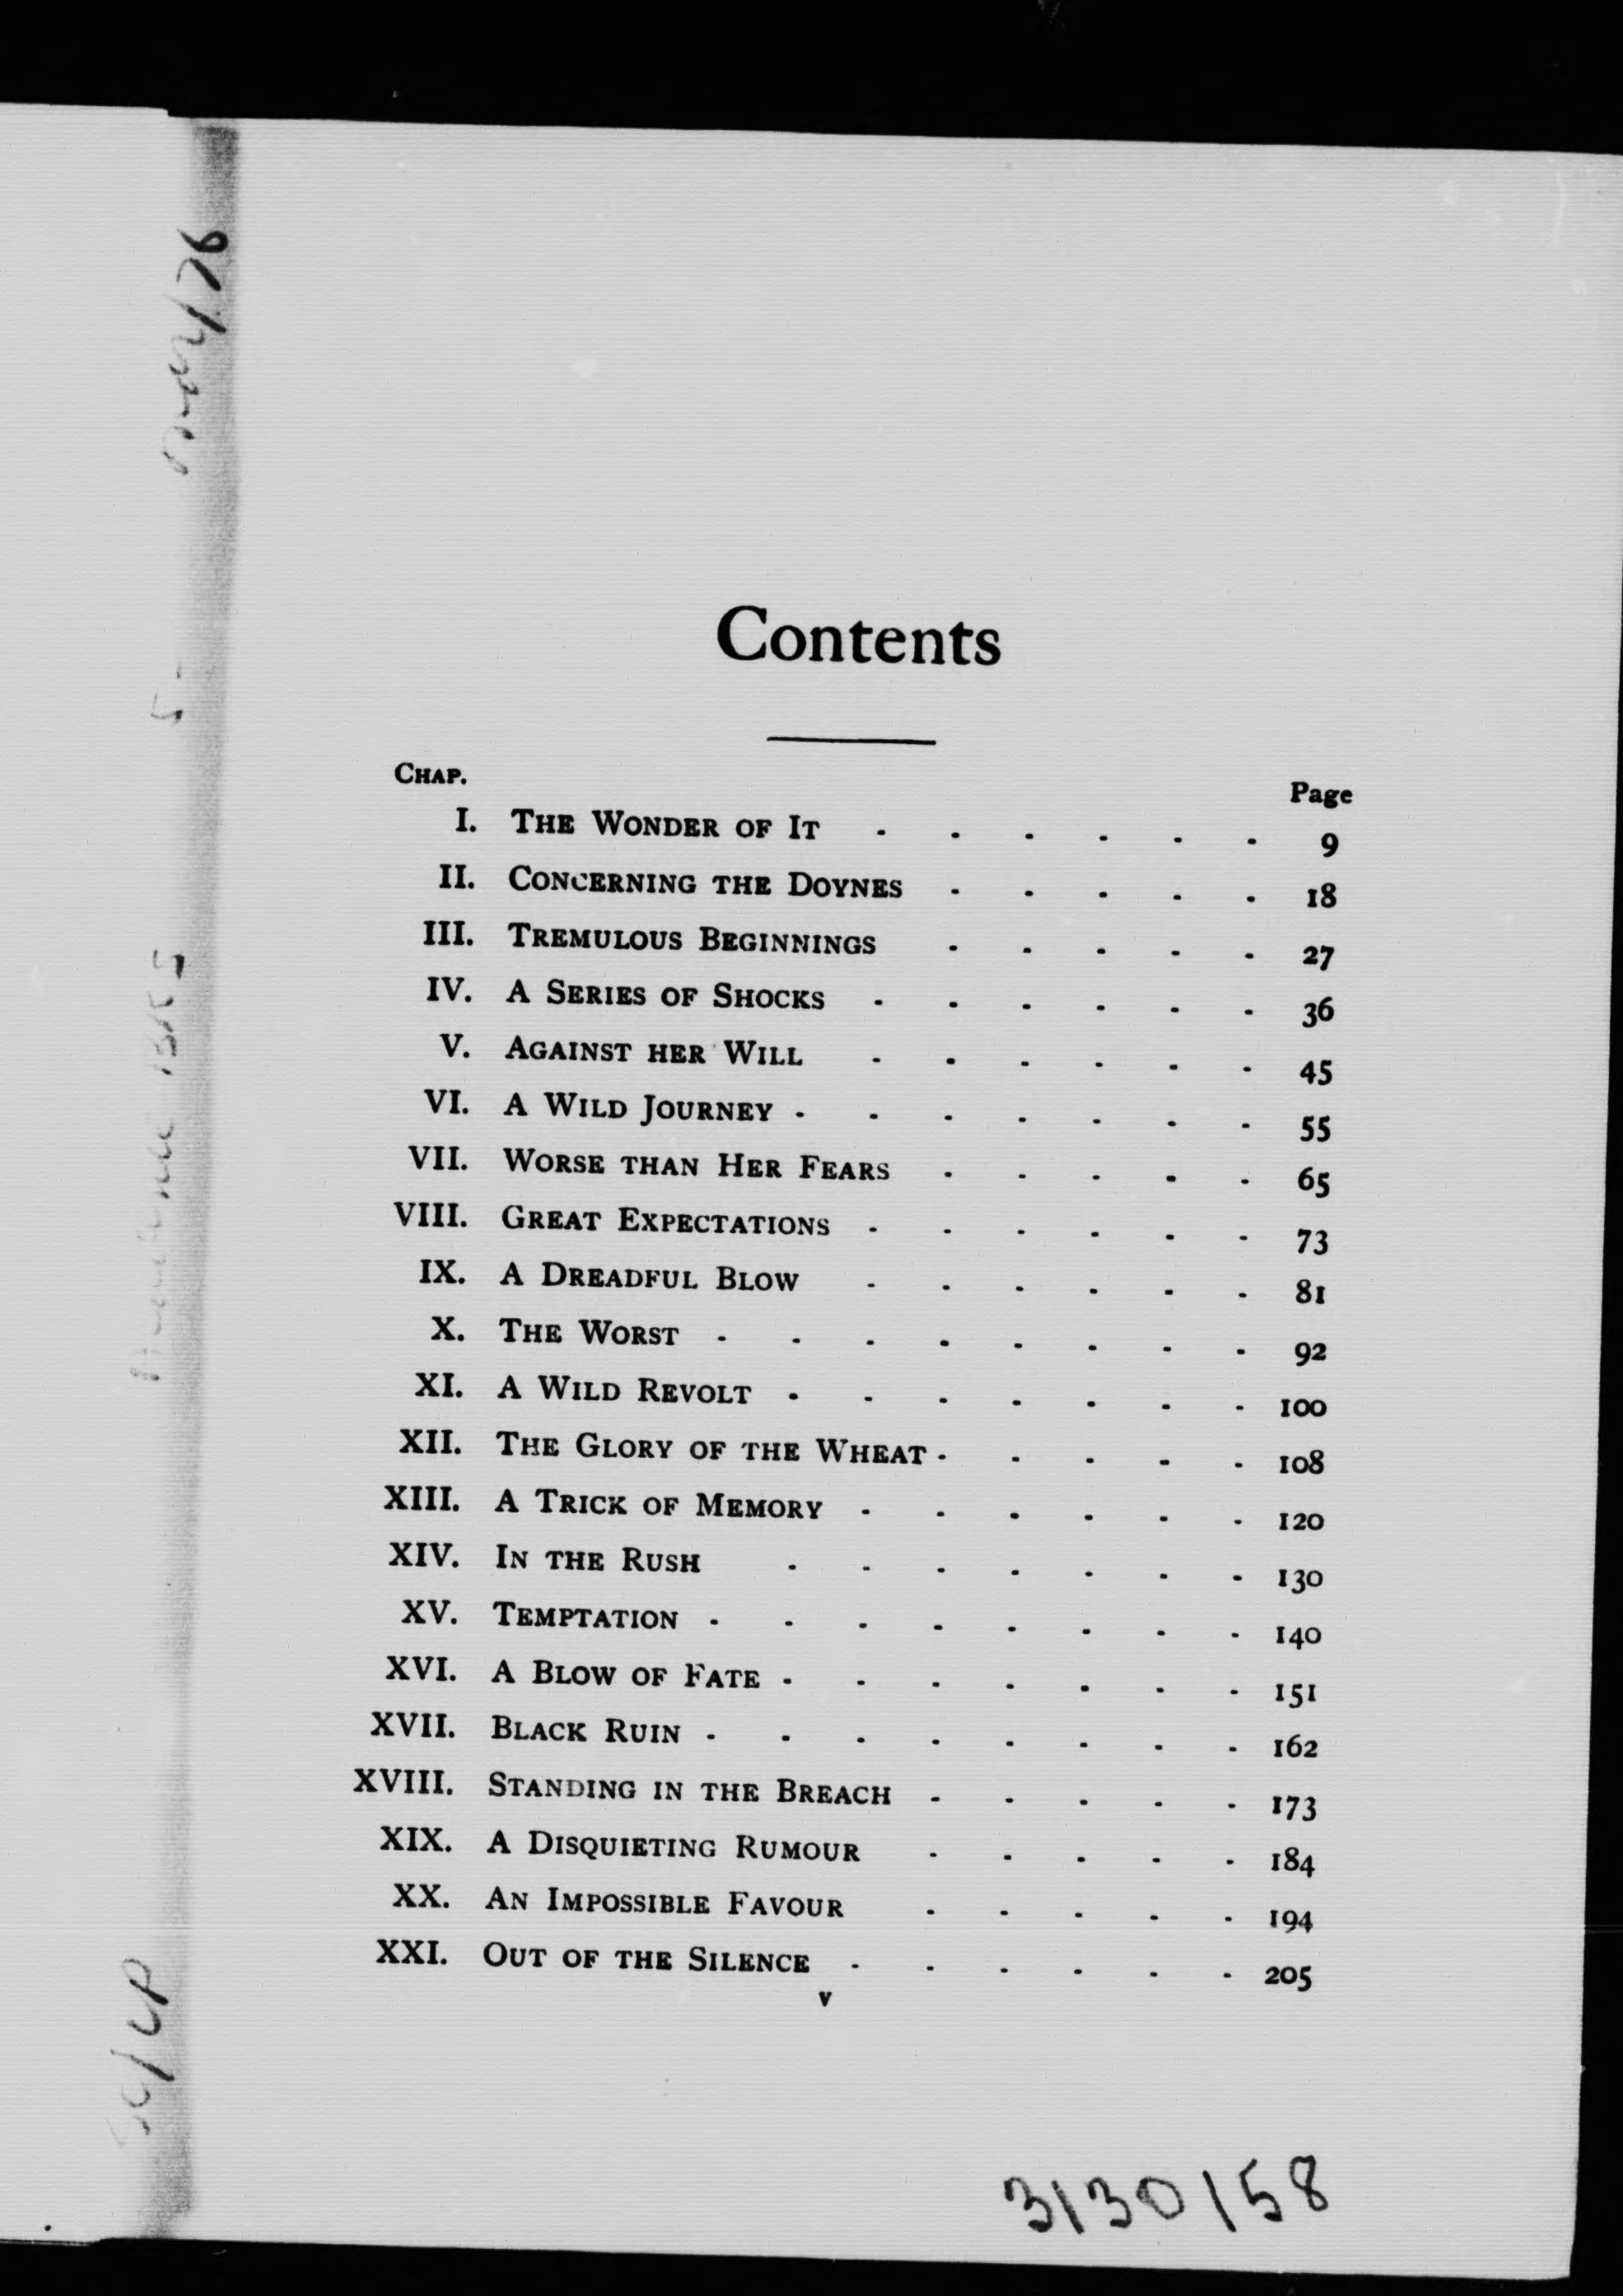 Contents
CHAP. Page
I. THE WONDER OF IT - - - - - - 9
II. CONCERNING THE DOYNES - - - - - 18
III. TREMULOUS BEGINNINGS - - - - - 27
IV. A SERIES OF SHOCKS - - - - - - 36
V. AGAINST HER WILL - - - - - - 45
VI. A WILD JOURNEY - - - - - - - 55
VII. WORSE THAN HER FEARS - - - - - 65
VIII. GREAT EXPECTATIONS - - - - - - 73
IX. A DREADFUL BLOW - - - - - - 81
X. THE WORST - - - - - - - - 92
XI. A WILD REVOLT - - - - - - - 100
XII. THE GLORY OF THE WHEAT - - - - - 108
XIII. A TRICK OF MEMORY - - - - - - 120
XIV. IN THE RUSH - - - - - - - 130
XV. TEMPTATION - - - - - - - - 140
XVI. A BLOW OF FATE - - - - - - - 151
XVII. BLACK RUIN - - - - - - - - 162
XVIII. STANDING IN THE BREACH - - - - - 173
XIX. A DISQUIETING RUMOUR - - - - - 184
XX. AN IMPOSSIBLE FAVOUR - - - - - 194
XXI. OUT OF THE SILENCE - - - - - - 205
v
3130158